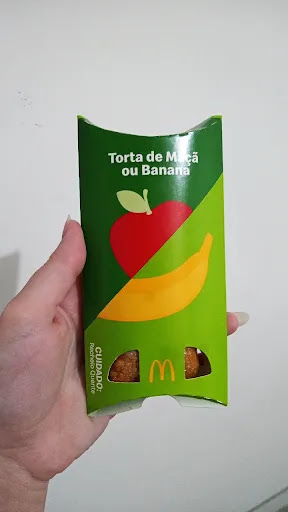 Torta de Maçã
ou Banana
CUIDADO:
Recheio Quente